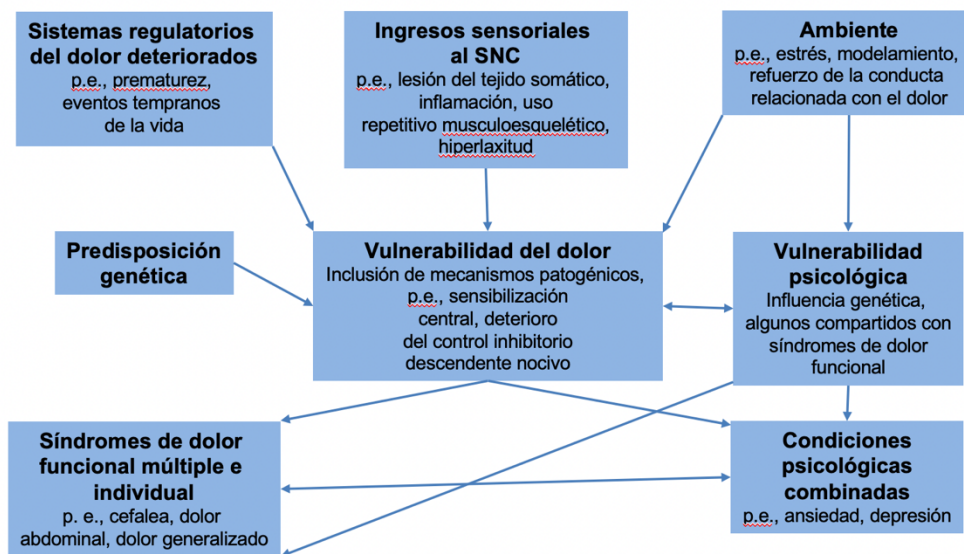 Sistemas regulatorios
del dolor deteriorados
p.e., prematurez,
eventos tempranos
de la vida
Ingresos sensoriales
al SNC
p.e., lesión del tejido somático,
inflamación, uso
repetitivo musculoesquelético,
hiperlaxitud
Ambiente
p.e., estrés, modelamiento,
refuerzo de la conducta
relacionada con el dolor
Predisposición
genética
Vulnerabilidad del dolor
Inclusión de mecanismos patogénicos,
p.e., sensibilización
central, deterioro
del control inhibitorio
descendente nocivo
Vulnerabilidad
psicológica
Influencia genética,
algunos compartidos con
síndromes de dolor
funcional
Síndromes de dolor
funcional múltiple e
individual
p. e., cefalea, dolor
abdominal, dolor generalizado
Condiciones
psicológicas
combinadas
p.e., ansiedad, depresión